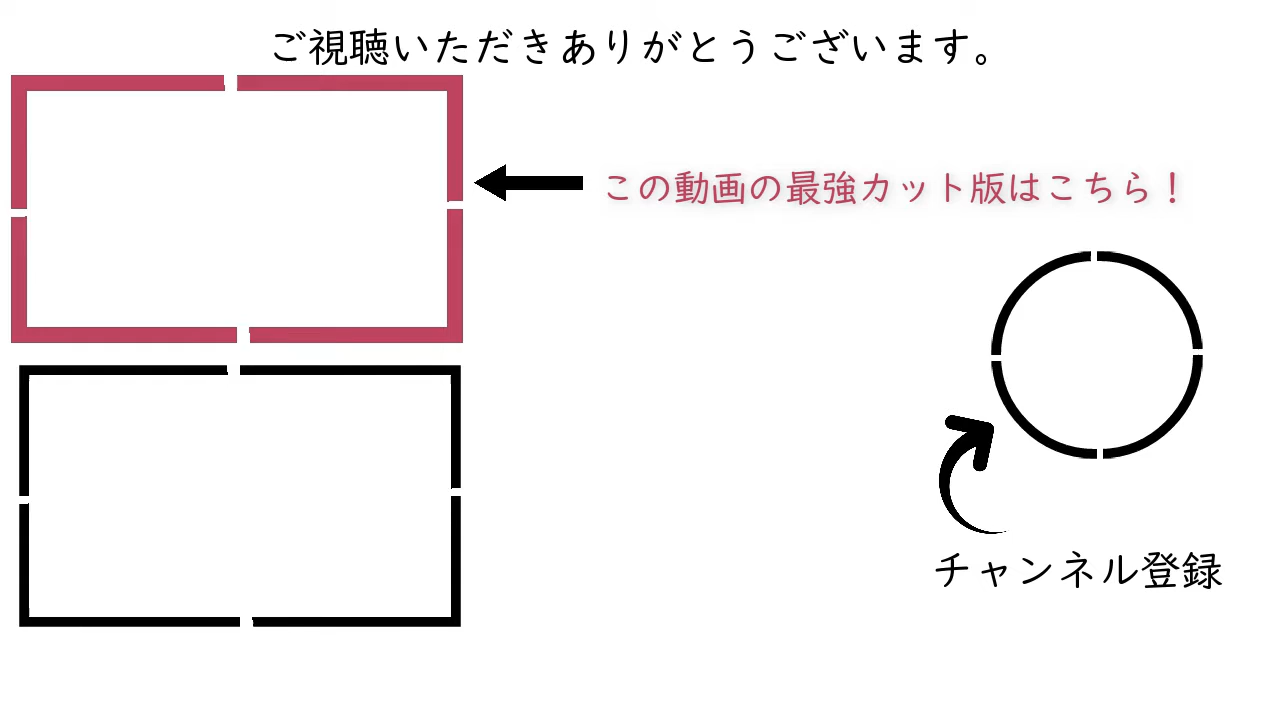 ご視聴いただきありがとうございます。
この動画の最強カット版はこちら！
チャンネル登録